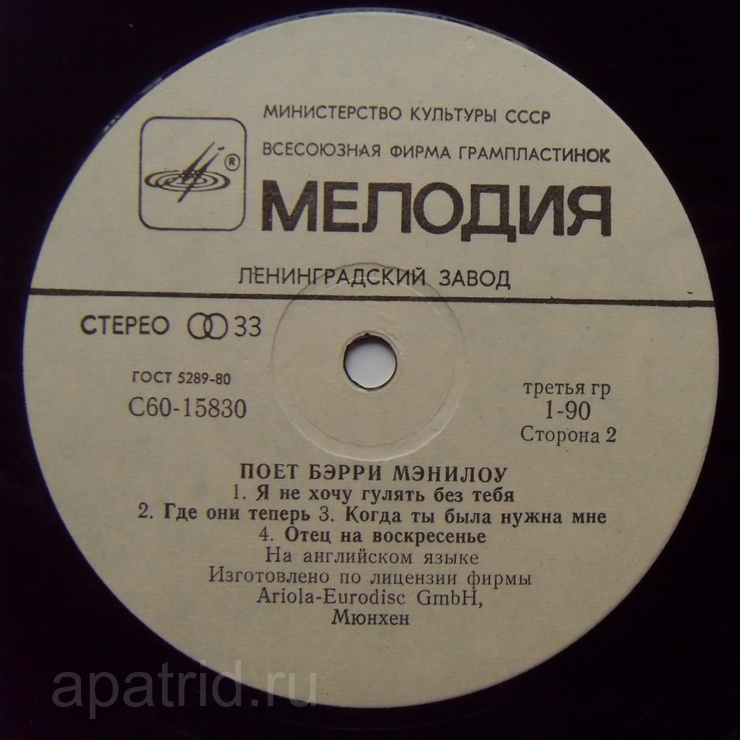 МИНИСТЕРСТВО КУЛЬТУРЫ СССР
ВСЕСОЮЗНАЯ ФИРМА ГРАМПЛАСТИНОК
®
МЕЛОДИЯ
ЛЕНИНГРАДСКИЙ ЗАВОД
СТЕРЕО 33
ГОСТ 5289-80
С60-15830
третья гр
1-90
Сторона 2
ПОЕТ БЭРРИ МЭНИЛОУ
1. Я не хочу гулять без тебя
2. Где они теперь 3. Когда ты была нужна мне
4. Отец на воскресенье
На английском языке
Изготовлено по лицензии фирмы
Ariola-Eurodisc GmbH,
Мюнхен
apatrid.ru